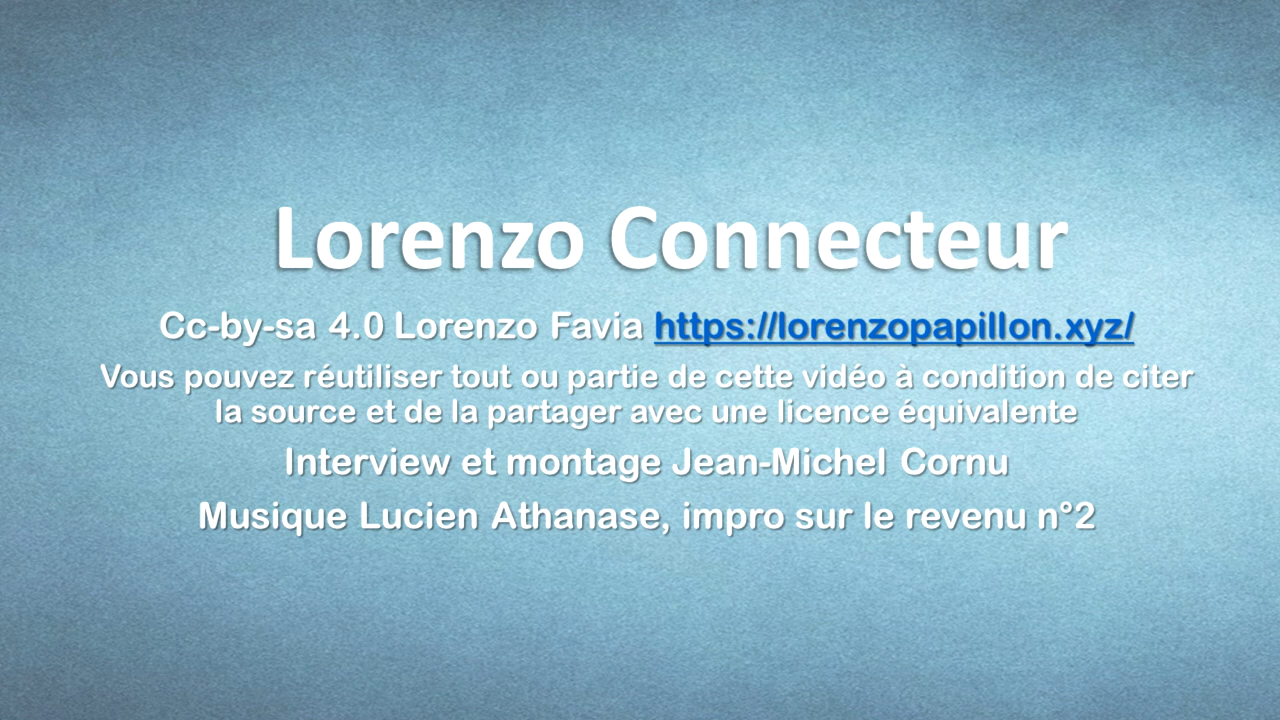 Lorenzo Connecteur
Cc-by-sa 4.0 Lorenzo Favia https://lorenzopapillon.xyz/
Vous pouvez réutiliser tout ou partie de cette vidéo à condition de citer
la source et de la partager avec une licence équivalente
Interview et montage Jean-Michel Cornu
Musique Lucien Athanase, impro sur le revenu n°2